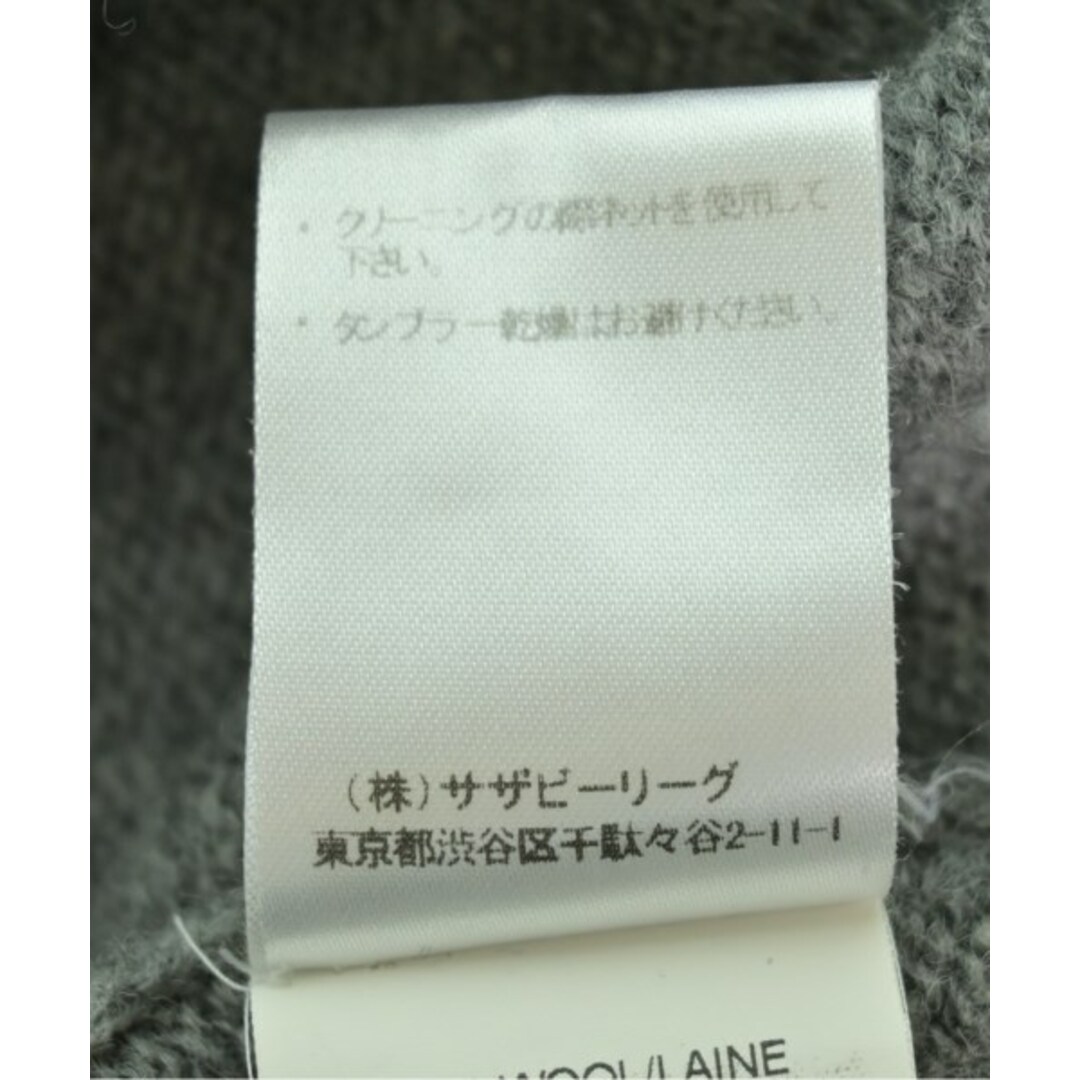 ・クリーニングの際ネットを使用して
下さい。
・タンブラー乾燥はお避けください。
(株)サザビーリーグ
東京都渋谷区千駄々谷2-11-1
WOOL/LAINE